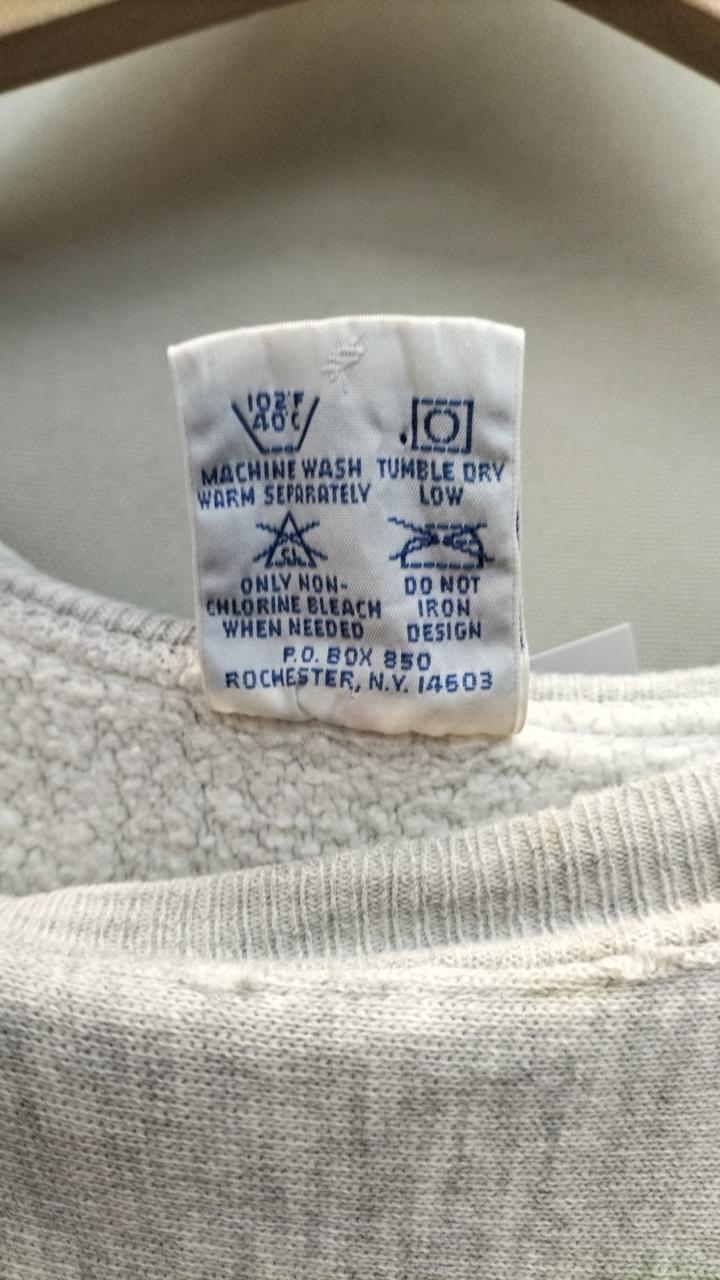 102°F
40°C
MACHINE WASH
WARM SEPARATELY
TUMBLE DRY
LOW
ONLY NON-
CHLORINE BLEACH
WHEN NEEDED
DO NOT
IRON
DESIGN
P.O. BOX 850
ROCHESTER, N.Y. 14603